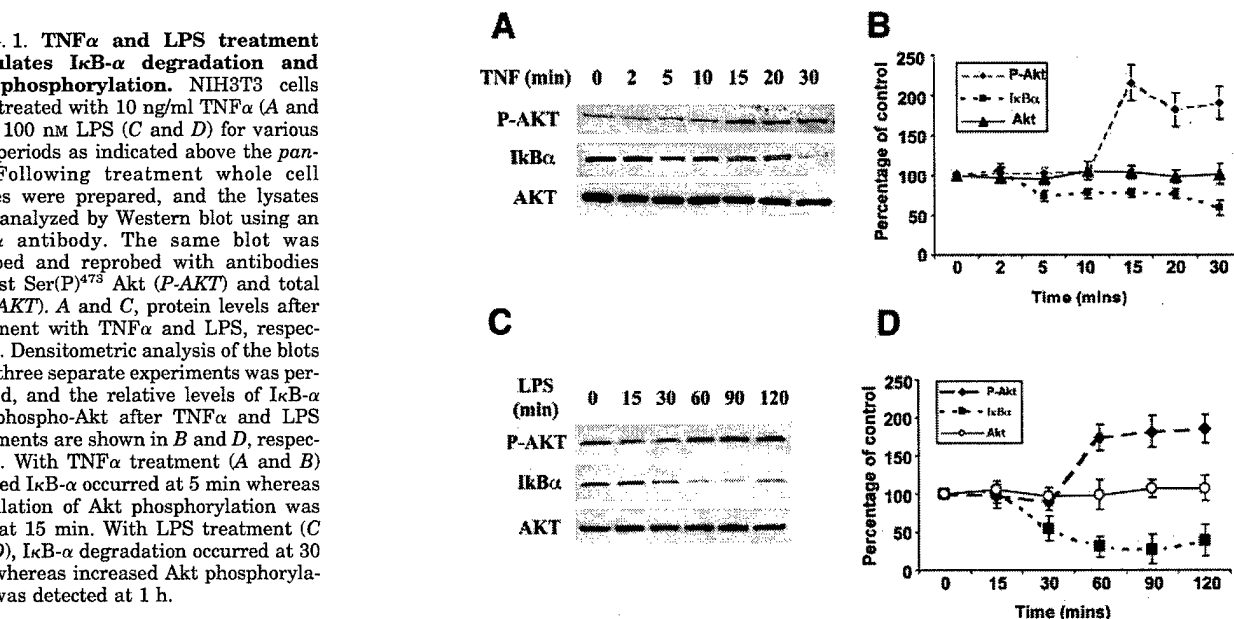 . 1. TNFα and LPS treatment
ulates IκB-α degradation and
phosphorylation. NIH3T3 cells
treated with 10 ng/ml TNFα (A and
100 nM LPS (C and D) for various
periods as indicated above the pan-
Following treatment whole cell
es were prepared, and the lysates
analyzed by Western blot using an
α antibody. The same blot was
ped and reprobed with antibodies
st Ser(P)⁴⁷³ Akt (P-AKT) and total
AKT). A and C, protein levels after
ment with TNFα and LPS, respec-
. Densitometric analysis of the blots
three separate experiments was per-
d, and the relative levels of IκB-α
phospho-Akt after TNFα and LPS
ments are shown in B and D, respec-
. With TNFα treatment (A and B)
ed IκB-α occurred at 5 min whereas
lation of Akt phosphorylation was
at 15 min. With LPS treatment (C
D), IκB-α degradation occurred at 30
whereas increased Akt phosphoryla-
was detected at 1 h.
A
TNF (min) 0 2 5 10 15 20 30
P-AKT
IkBα
AKT
B
Percentage of control
250
200
150
100
50
0
P-Akt
IκBα
Akt
0 2 5 10 15 20 30
Time (mins)
C
LPS
(min) 0 15 30 60 90 120
P-AKT
IkBα
AKT
D
Percentage of control
250
200
150
100
50
0
P-Akt
IκBα
Akt
0 15 30 60 90 120
Time (mins)